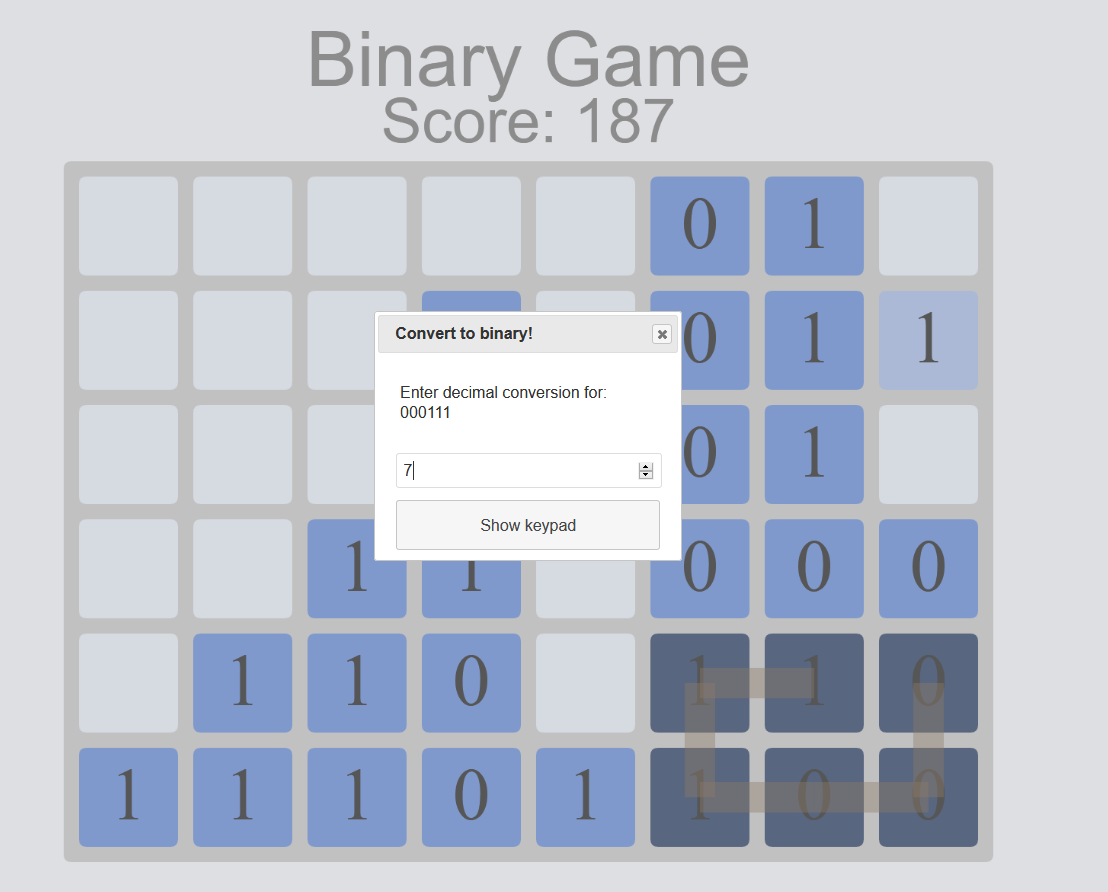 Binary Game
Score: 187
0 1
0 1 1
Convert to binary!
Enter decimal conversion for:
000111
0 1
7
Show keypad
1 1 0 0 0
1 1 0 1 1 0
1 1 1 0 1 1 0 0